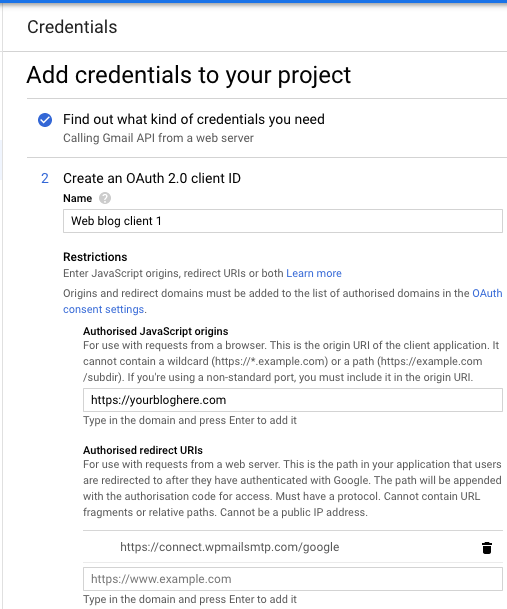 Credentials
Add credentials to your project
Find out what kind of credentials you need
Calling Gmail API from a web server
2 Create an OAuth 2.0 client ID
Name ?
Web blog client 1
Restrictions
Enter JavaScript origins, redirect URIs or both Learn more
Origins and redirect domains must be added to the list of authorised domains in the OAuth
consent settings.
Authorised JavaScript origins
For use with requests from a browser. This is the origin URI of the client application. It
cannot contain a wildcard (https://*.example.com) or a path (https://example.com
/subdir). If you're using a non-standard port, you must include it in the origin URI.
https://yourbloghere.com
Type in the domain and press Enter to add it
Authorised redirect URIs
For use with requests from a web server. This is the path in your application that users
are redirected to after they have authenticated with Google. The path will be appended
with the authorisation code for access. Must have a protocol. Cannot contain URL
fragments or relative paths. Cannot be a public IP address.
https://connect.wpmailsmtp.com/google
https://www.example.com
Type in the domain and press Enter to add it